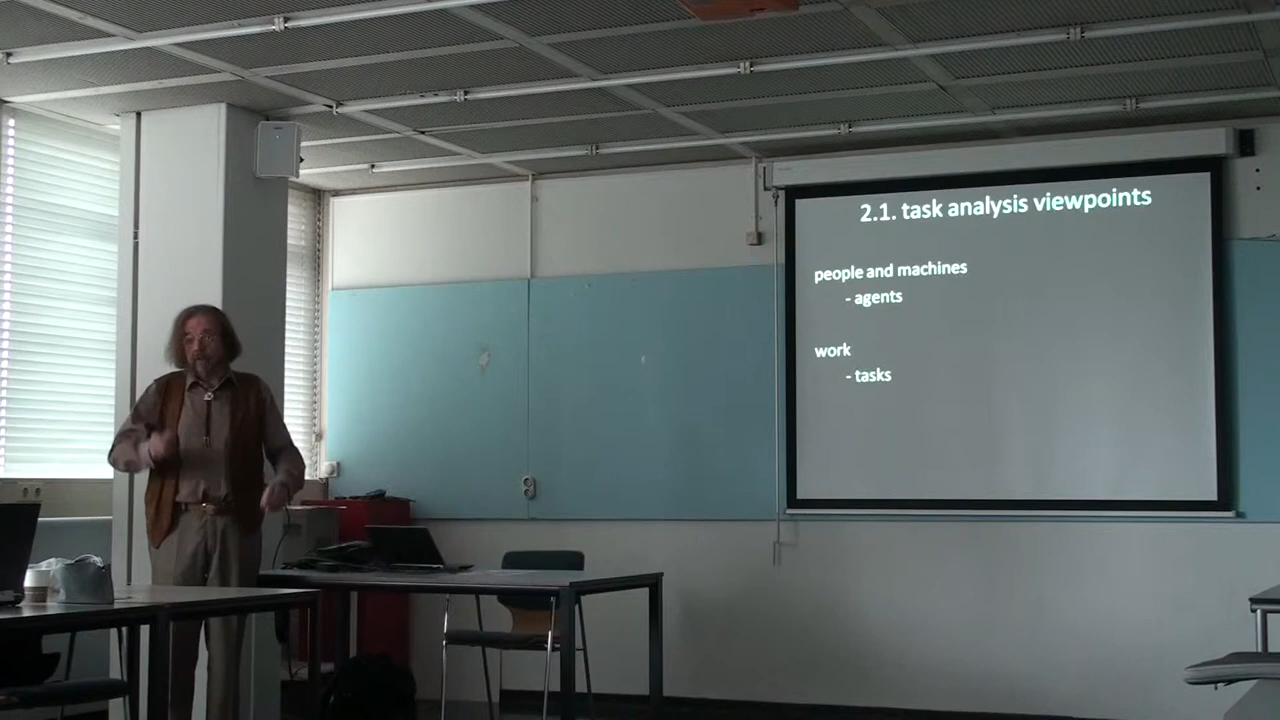 2.1. task analysis viewpoints
people and machines
- agents
work
- tasks